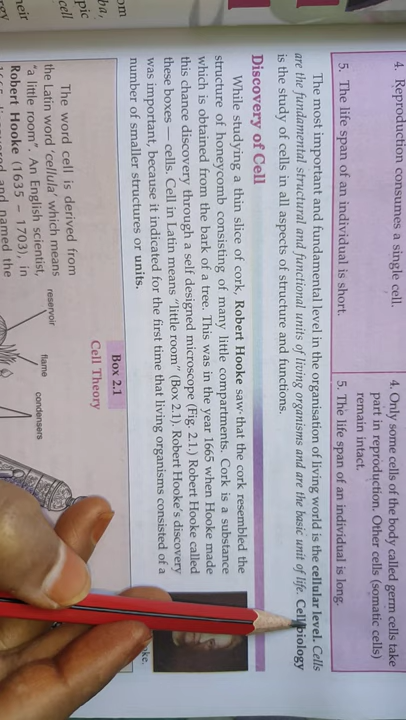 4. Reproduction consumes a single cell.
4. Only some cells of the body called germ cells take
part in reproduction. Other cells (somatic cells)
remain intact.
5. The life span of an individual is short.
5. The life span of an individual is long.
The most important and fundamental level in the organisation of living world is the cellular level. Cells
are the fundamental structural and functional units of living organisms and are the basic unit of life. Cell biology
is the study of cells in all aspects of structure and functions.
Discovery of Cell
While studying a thin slice of cork, Robert Hooke saw that the cork resembled the
structure of honeycomb consisting of many little compartments. Cork is a substance
which is obtained from the bark of a tree. This was in the year 1665 when Hooke made
this chance discovery through a self designed microscope (Fig. 2.1.) Robert Hooke called
these boxes — cells. Cell in Latin means "little room" (Box 2.1). Robert Hooke's discovery
was important, because it indicated for the first time that living organisms consisted of a
number of smaller structures or units.
Box 2.1
Cell Theory
The word cell is derived from
the Latin word 'cellula' which means
"a little room". An English scientist,
Robert Hooke (1635 – 1703), in
and named the
reservoir
flame
condensers
pic
cell